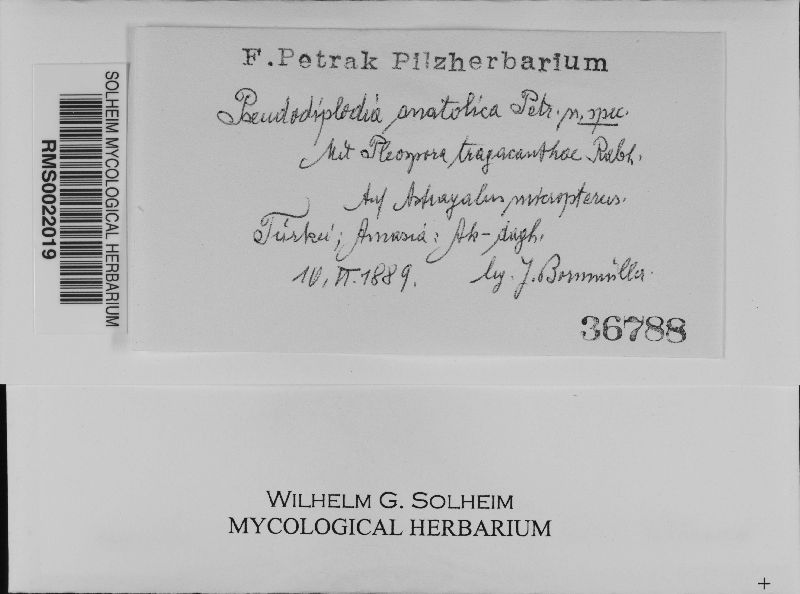 F.Petrak Pilzherbarium
Pseudodiplodia anatolica Petr. n. spec.
Mit Pleospora tragacanthae Rabh.
Auf Astragalus micropterus.
Türkei; Amasia: Ak-dagh.
10. VI. 1889. leg. J. Bornmüller.
36788
SOLHEIM MYCOLOGICAL HERBARIUM
RMS0022019
WILHELM G. SOLHEIM
MYCOLOGICAL HERBARIUM